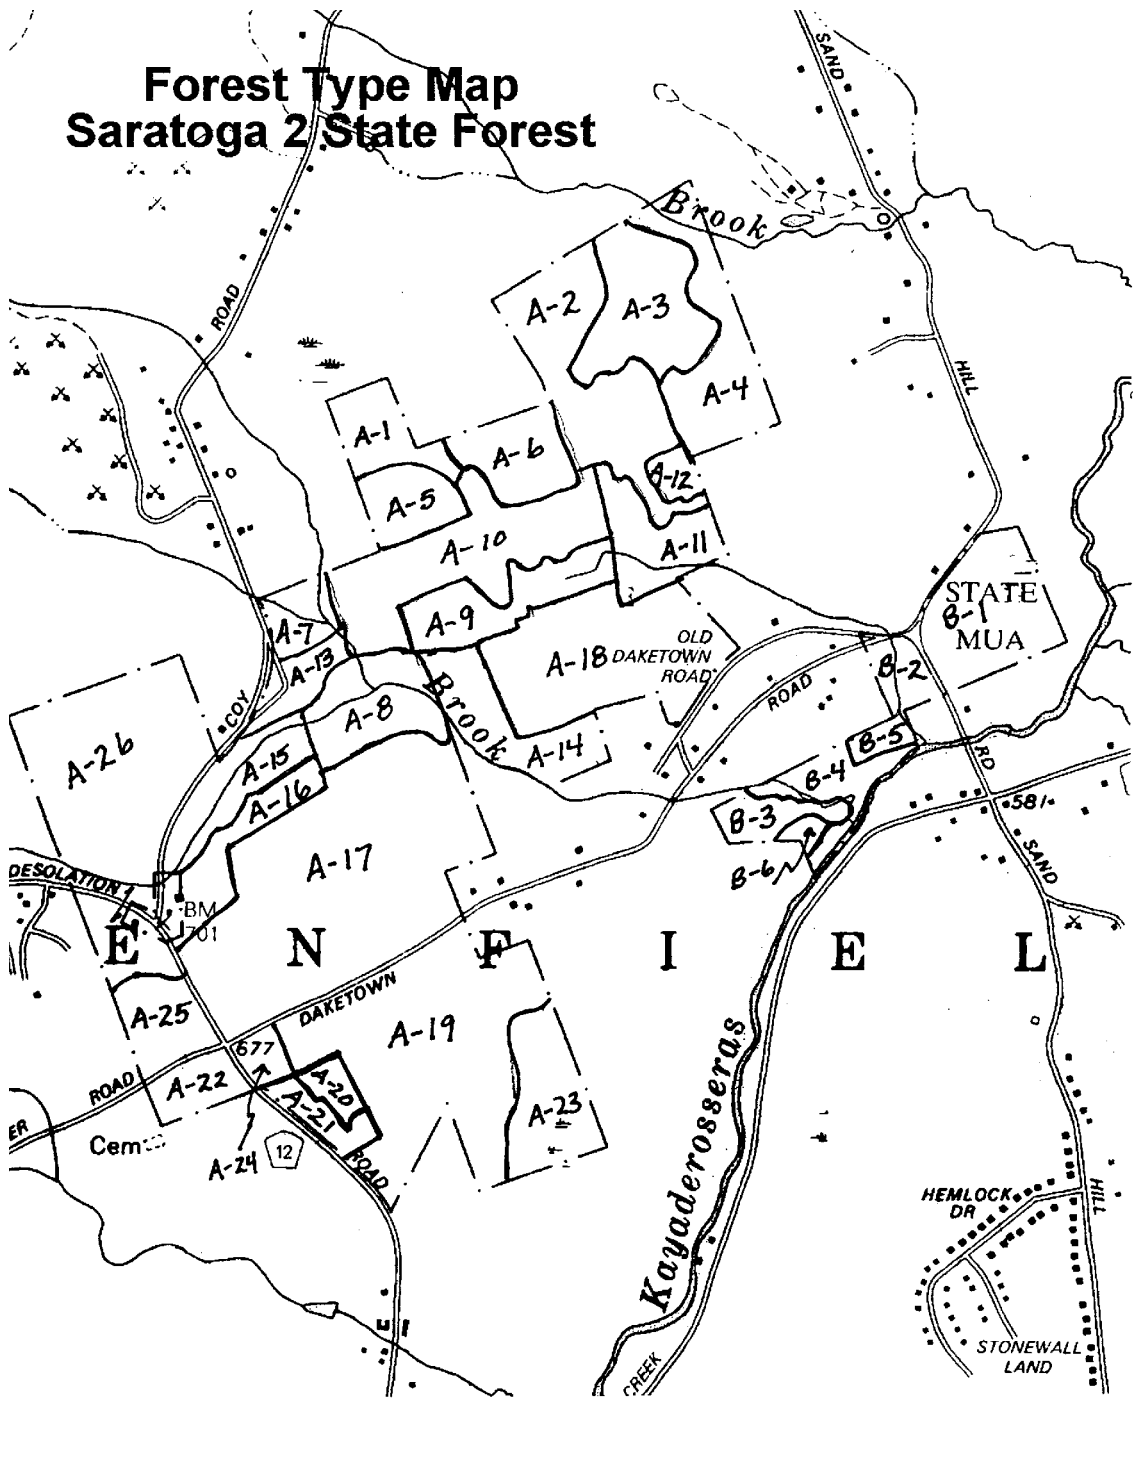 Forest Type Map
Saratoga 2 State Forest
SAND
Brook
ROAD
A-2
A-3
HILL
A-4
A-1
A-6
A-12
A-5
A-10
A-11
STATE
B-1
MUA
A-7
A-9
OLD
DAKETOWN
ROAD
A-18
A-13
B-2
COY
A-8
Brook
ROAD
A-26
A-15
A-14
B-5
RD
B-4
A-16
581
B-3
A-17
SAND
DESOLATION
B-6
BM
701
E N F I E L
DAKETOWN
A-25
A-19
677
ROAD
A-22
A-20
A-21
A-23
ER
Cem
A-24
12
ROAD
Kayaderosseras
HEMLOCK
DR
HILL
STONEWALL
LAND
CREEK